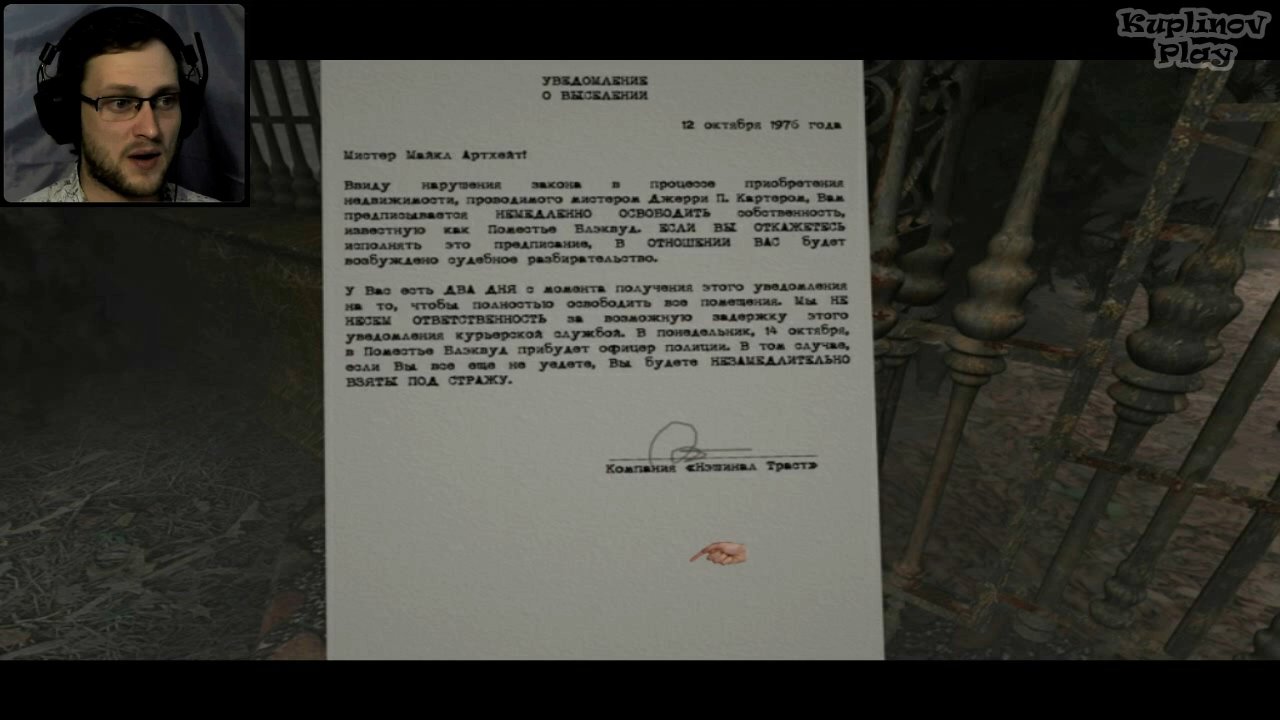 Kuplinov
Play
УВЕДОМЛЕНИЕ
О ВЫСЕЛЕНИИ
12 октября 1976 года
Мистер Майкл Артхейт!
Ввиду нарушения закона в процессе приобретения
недвижимости, проводимого мистером Джерри П. Картером, Вам
предписывается НЕМЕДЛЕННО ОСВОБОДИТЬ собственность,
известную как Поместье Блэквуд. ЕСЛИ ВЫ ОТКАЖЕТЕСЬ
исполнять это предписание, В ОТНОШЕНИИ ВАС будет
возбуждено судебное разбирательство.
У Вас есть ДВА ДНЯ с момента получения этого уведомления
на то, чтобы полностью освободить все помещения. Мы НЕ
НЕСЕМ ОТВЕТСТВЕННОСТЬ за возможную задержку этого
уведомления курьерской службой. В понедельник, 14 октября,
в Поместье Блэквуд прибудет офицер полиции. В том случае,
если Вы все еще не уедете, Вы будете НЕЗАМЕДЛИТЕЛЬНО
ВЗЯТЫ ПОД СТРАЖУ.
Компания «Нэшинал Траст»